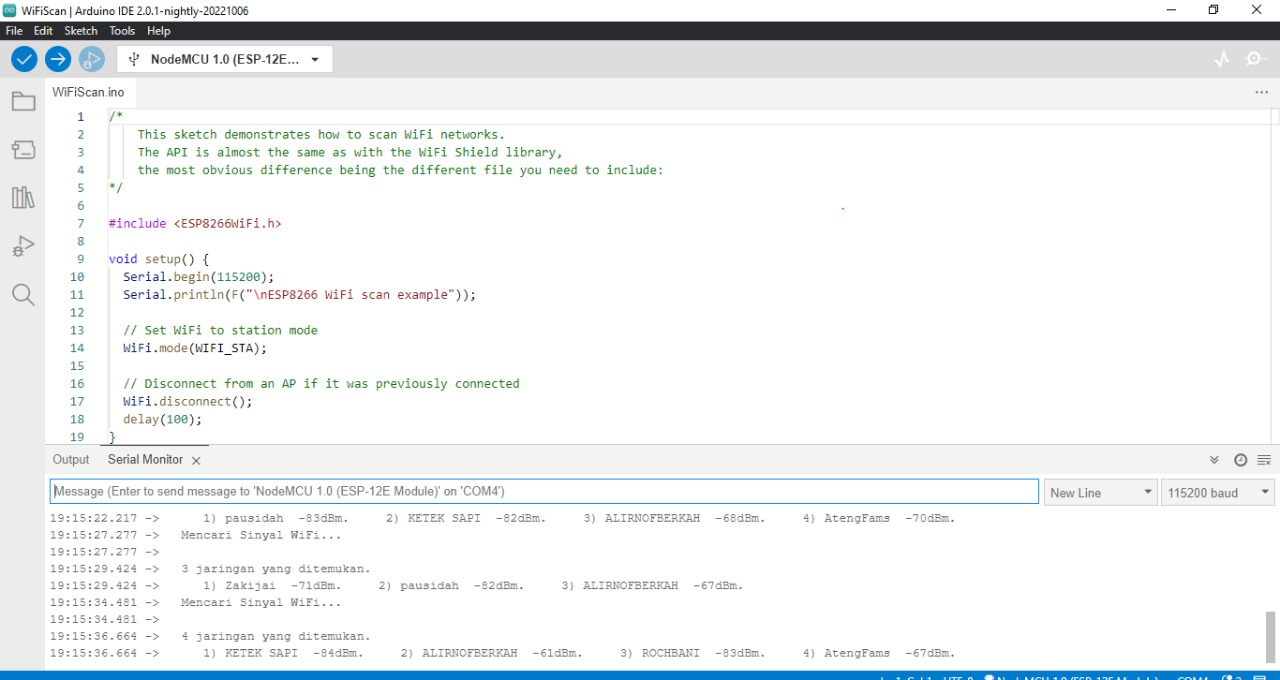 WiFiScan | Arduino IDE 2.0.1-nightly-20221006
File Edit Sketch Tools Help
NodeMCU 1.0 (ESP-12E...
WiFiScan.ino
1 /*
2 This sketch demonstrates how to scan WiFi networks.
3 The API is almost the same as with the WiFi Shield library,
4 the most obvious difference being the different file you need to include:
5 */
6
7 #include <ESP8266WiFi.h>
8
9 void setup() {
10 Serial.begin(115200);
11 Serial.println(F("\nESP8266 WiFi scan example"));
12
13 // Set WiFi to station mode
14 WiFi.mode(WIFI_STA);
15
16 // Disconnect from an AP if it was previously connected
17 WiFi.disconnect();
18 delay(100);
19 }
Output Serial Monitor
Message (Enter to send message to 'NodeMCU 1.0 (ESP-12E Module)' on 'COM4') New Line 115200 baud
19:15:22.217 -> 1) pausidah -83dBm. 2) KETEK SAPI -82dBm. 3) ALIRNOFBERKAH -68dBm. 4) AtengFams -70dBm.
19:15:27.277 -> Mencari Sinyal WiFi...
19:15:27.277 ->
19:15:29.424 -> 3 jaringan yang ditemukan.
19:15:29.424 -> 1) Zakijai -71dBm. 2) pausidah -82dBm. 3) ALIRNOFBERKAH -67dBm.
19:15:34.481 -> Mencari Sinyal WiFi...
19:15:34.481 ->
19:15:36.664 -> 4 jaringan yang ditemukan.
19:15:36.664 -> 1) KETEK SAPI -84dBm. 2) ALIRNOFBERKAH -61dBm. 3) ROCHBANI -83dBm. 4) AtengFams -67dBm.